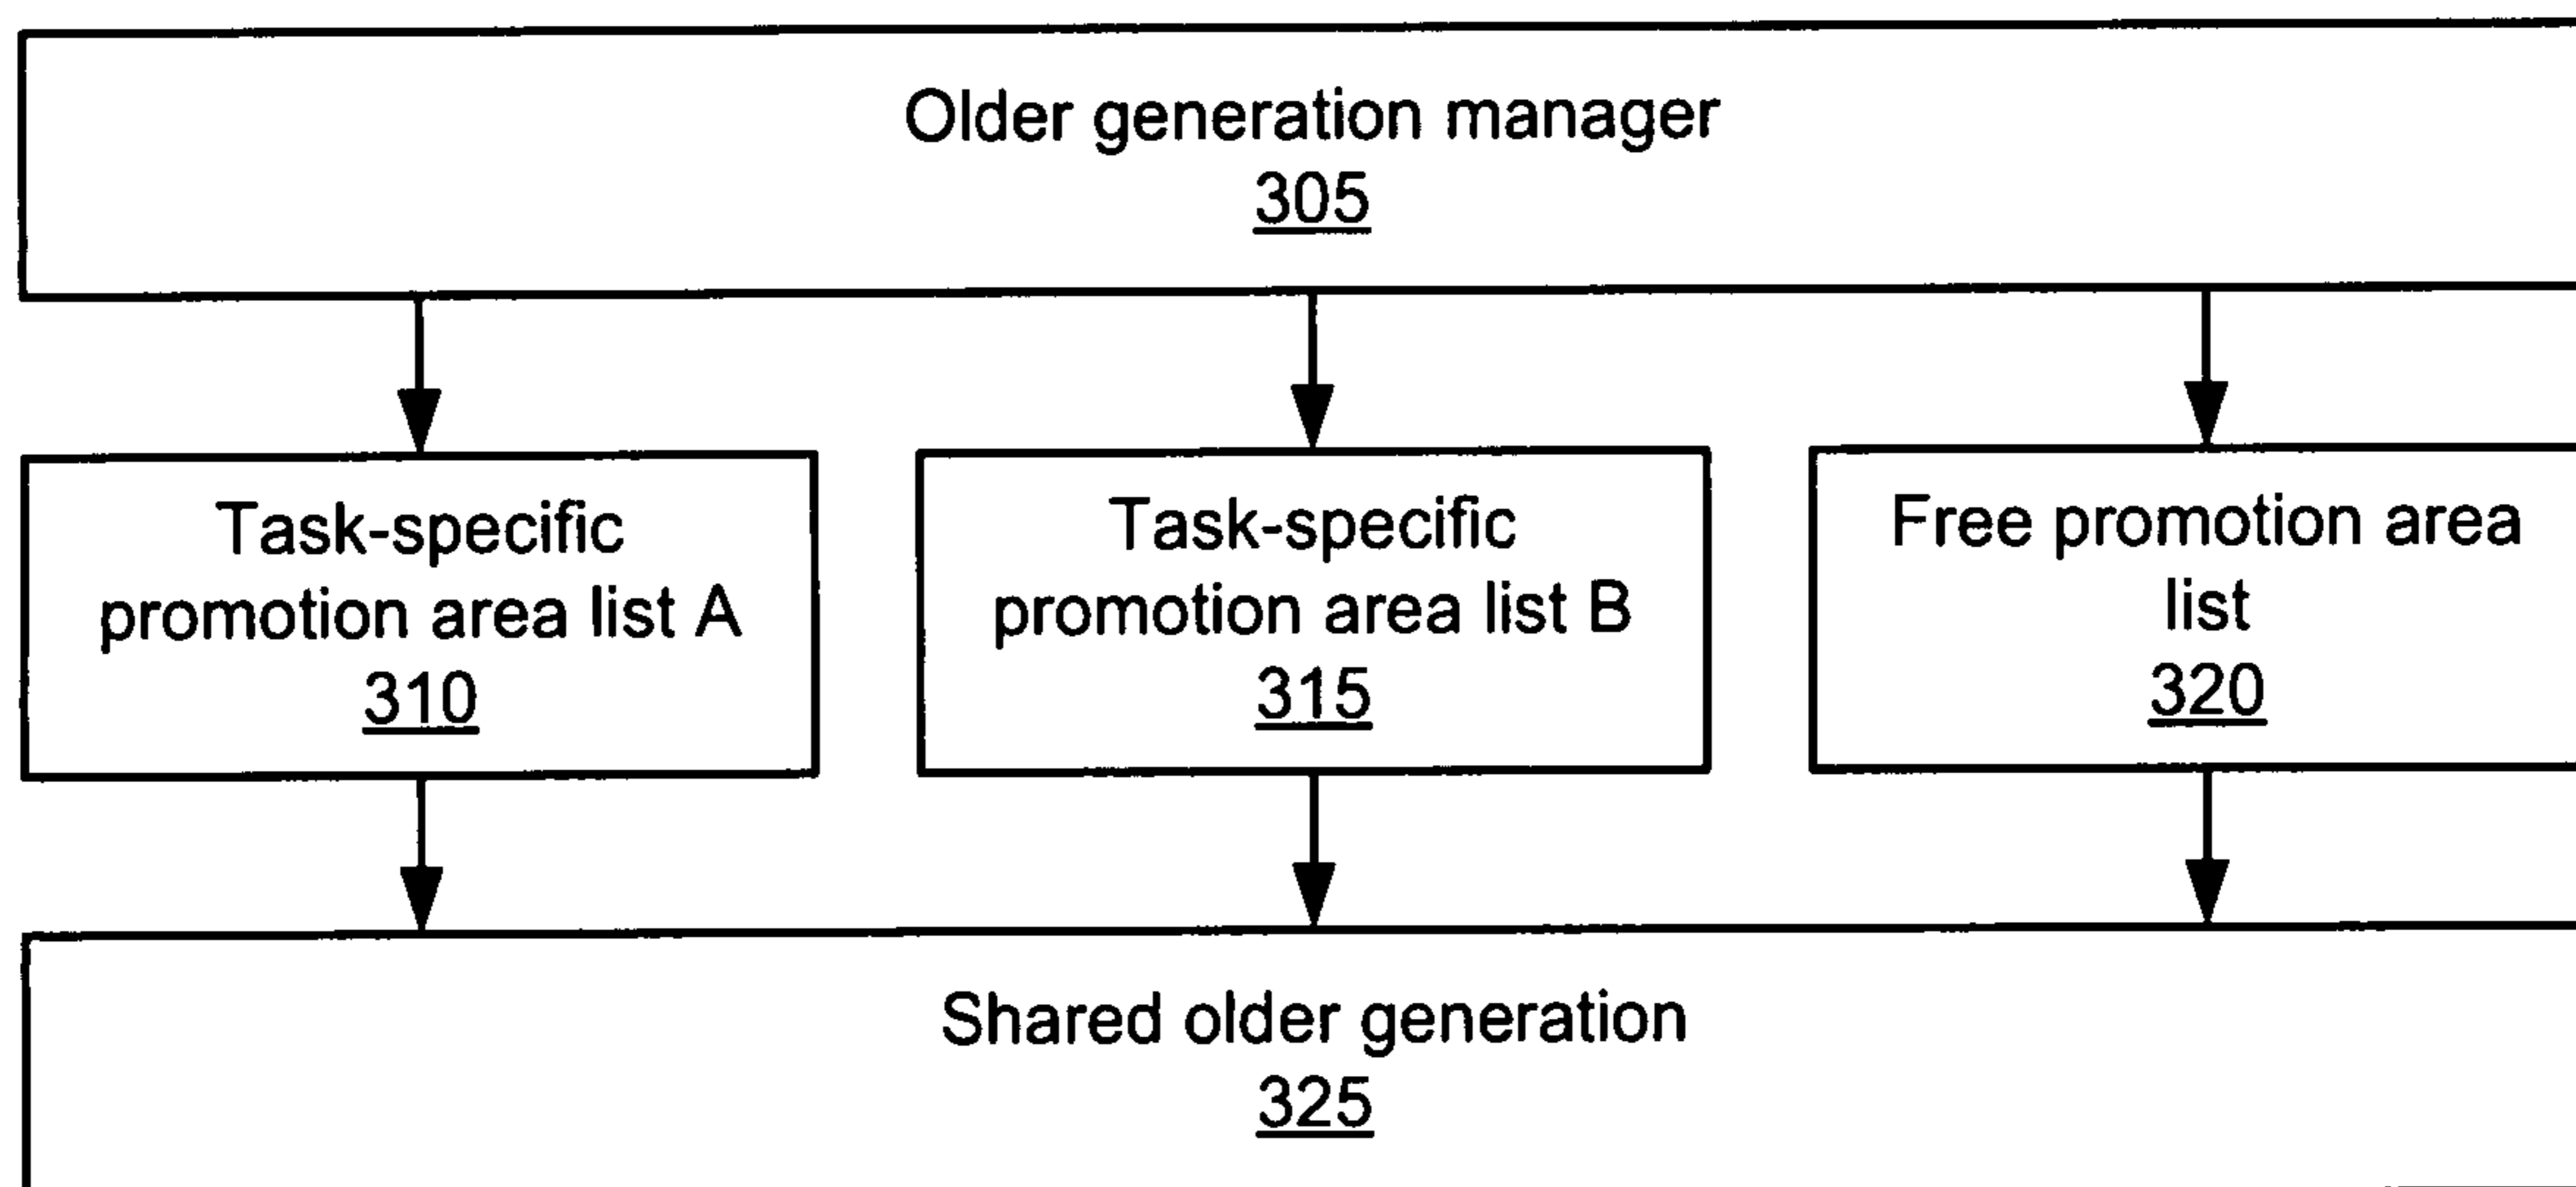 Older generation manager
305
Task-specific
promotion area list A
310
Task-specific
promotion area list B
315
Free promotion area
list
320
Shared older generation
325